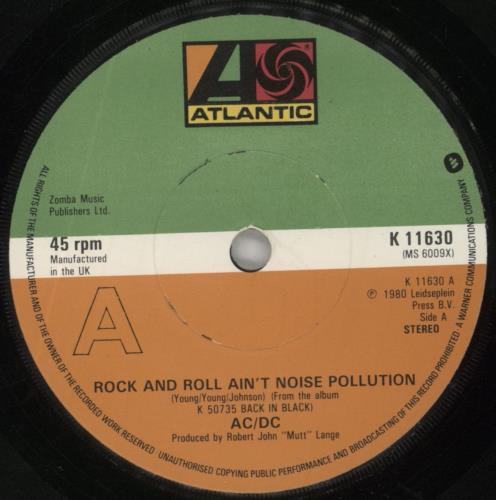 ATLANTIC
Zomba Music
Publishers Ltd.
45 rpm
Manufactured
in the UK
K 11630
(MS 6009X)
K 11630 A
℗ 1980 Leidseplein
Press B.V.
Side A
STEREO
A
ROCK AND ROLL AIN'T NOISE POLLUTION
(Young/Young/Johnson) (From the album
K 50735 BACK IN BLACK)
AC/DC
Produced by Robert John "Mutt" Lange
ALL RIGHTS OF THE MANUFACTURER AND OF THE OWNER OF THE RECORDED WORK RESERVED UNAUTHORISED COPYING PUBLIC PERFORMANCE AND BROADCASTING OF THIS RECORD PROHIBITED A WARNER COMMUNICATIONS COMPANY